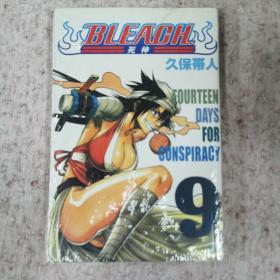 BLEACH
死神
久保帯人
FOURTEEN
DAYS
FOR
CONSPIRACY
9